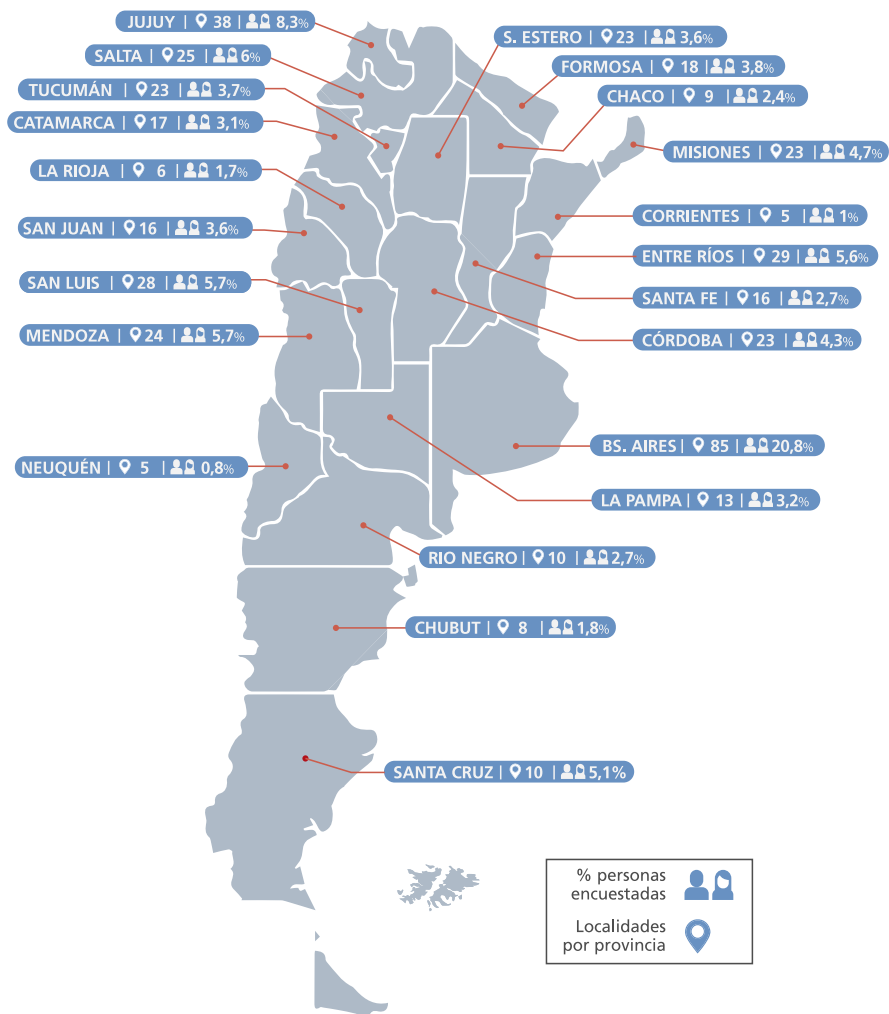 JUJUY | 38 | 8,3%
SALTA | 25 | 6%
TUCUMÁN | 23 | 3,7%
CATAMARCA | 17 | 3,1%
LA RIOJA | 6 | 1,7%
SAN JUAN | 16 | 3,6%
SAN LUIS | 28 | 5,7%
MENDOZA | 24 | 5,7%
NEUQUÉN | 5 | 0,8%
S. ESTERO | 23 | 3,6%
FORMOSA | 18 | 3,8%
CHACO | 9 | 2,4%
MISIONES | 23 | 4,7%
CORRIENTES | 5 | 1%
ENTRE RÍOS | 29 | 5,6%
SANTA FE | 16 | 2,7%
CÓRDOBA | 23 | 4,3%
BS. AIRES | 85 | 20,8%
LA PAMPA | 13 | 3,2%
RIO NEGRO | 10 | 2,7%
CHUBUT | 8 | 1,8%
SANTA CRUZ | 10 | 5,1%
% personas
encuestadas
Localidades
por provincia